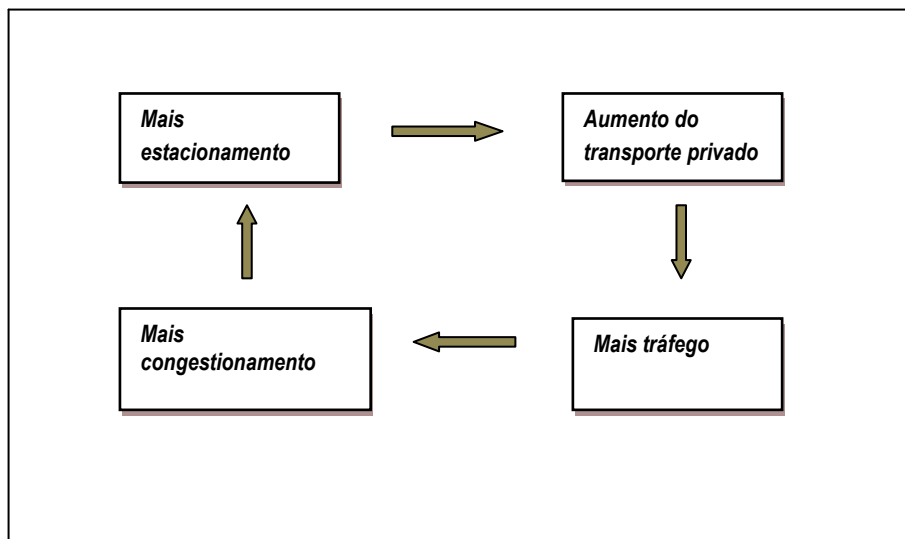 Mais
estacionamento
Aumento do
transporte privado
Mais
congestionamento
Mais tráfego